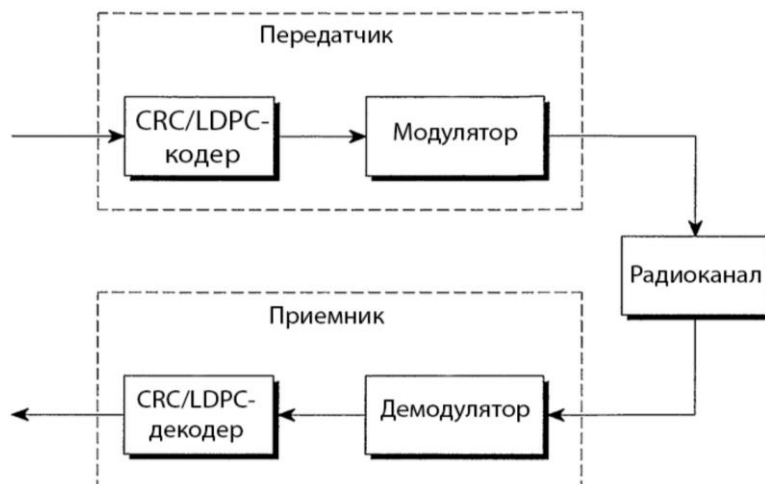 Передатчик
CRC/LDPC-
кодер
Модулятор
Радиоканал
Приемник
CRC/LDPC-
декодер
Демодулятор